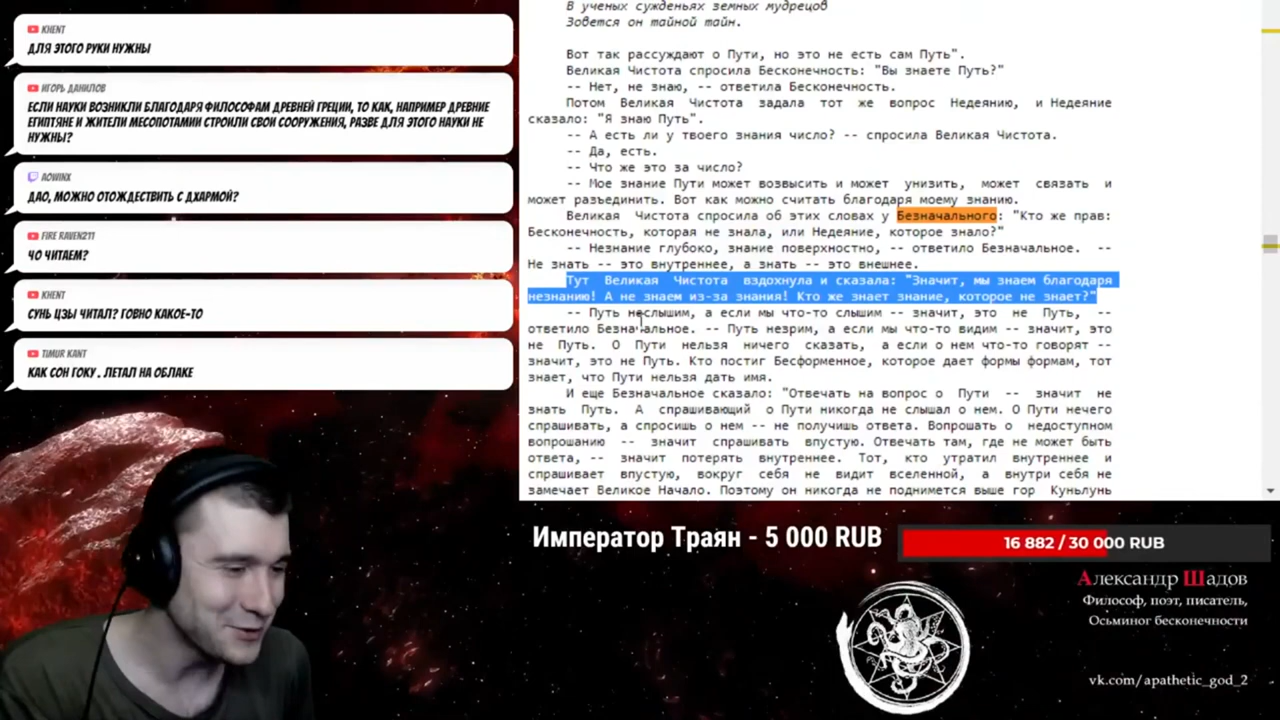 KHENT
ДЛЯ ЭТОГО РУКИ НУЖНЫ
ИГОРЬ ДАНИЛОВ
ЕСЛИ НАУКИ ВОЗНИКЛИ БЛАГОДАРЯ ФИЛОСОФАМ ДРЕВНЕЙ ГРЕЦИИ, ТО КАК, НАПРИМЕР ДРЕВНИЕ
ЕГИПТЯНЕ И ЖИТЕЛИ МЕСОПОТАМИИ СТРОИЛИ СВОИ СООРУЖЕНИЯ, РАЗВЕ ДЛЯ ЭТОГО НАУКИ НЕ
НУЖНЫ?
AOWINX
ДАО, МОЖНО ОТОЖДЕСТВИТЬ С ДХАРМОЙ?
FIRE RAVEN211
ЧО ЧИТАЕМ?
KHENT
СУНЬ ЦЗЫ ЧИТАЛ? ГОВНО КАКОЕ-ТО
TIMUR KANT
КАК СОН ГОКУ . ЛЕТАЛ НА ОБЛАКЕ
В ученых сужденьях земных мудрецов
Зовется он тайной тайн.
Вот так рассуждают о Пути, но это не есть сам Путь".
Великая Чистота спросила Бесконечность: "Вы знаете Путь?"
-- Нет, не знаю, -- ответила Бесконечность.
Потом Великая Чистота задала тот же вопрос Недеянию, и Недеяние
сказало: "Я знаю Путь".
-- А есть ли у твоего знания число? -- спросила Великая Чистота.
-- Да, есть.
-- Что же это за число?
-- Мое знание Пути может возвысить и может унизить, может связать и
может разъединить. Вот как можно считать благодаря моему знанию.
Великая Чистота спросила об этих словах у Безначального: "Кто же прав:
Бесконечность, которая не знала, или Недеяние, которое знало?"
-- Незнание глубоко, знание поверхностно, -- ответило Безначальное. --
Не знать -- это внутреннее, а знать -- это внешнее.
Тут Великая Чистота вздохнула и сказала: "Значит, мы знаем благодаря
незнанию! А не знаем из-за знания! Кто же знает знание, которое не знает?"
-- Путь неслышим, а если мы что-то слышим -- значит, это не Путь, --
ответило Безначальное. -- Путь незрим, а если мы что-то видим -- значит, это
не Путь. О Пути нельзя ничего сказать, а если о нем что-то говорят --
значит, это не Путь. Кто постиг Бесформенное, которое дает формы формам, тот
знает, что Пути нельзя дать имя.
И еще Безначальное сказало: "Отвечать на вопрос о Пути -- значит не
знать Путь. А спрашивающий о Пути никогда не слышал о нем. О Пути нечего
спрашивать, а спросишь о нем -- не получишь ответа. Вопрошать о недоступном
вопрошанию -- значит спрашивать впустую. Отвечать там, где не может быть
ответа, -- значит потерять внутреннее. Тот, кто утратил внутреннее и
спрашивает впустую, вокруг себя не видит вселенной, а внутри себя не
замечает Великое Начало. Поэтому он никогда не поднимется выше гор Куньлунь
Император Траян - 5 000 RUB
16 882 / 30 000 RUB
Александр Шадов
Философ, поэт, писатель,
Осьминог бесконечности
vk.com/apathetic_god_2